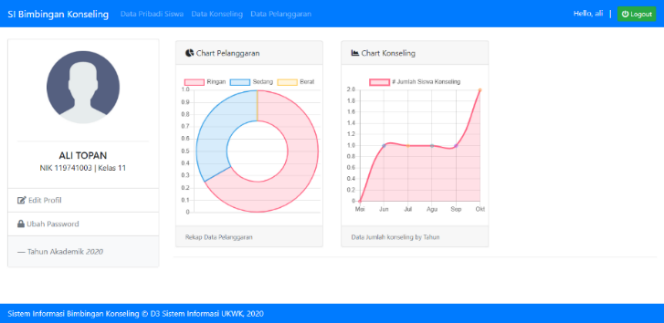 SI Bimbingan Konseling Data Pribadi Siswa Data Konseling Data Pelanggaran Hello, ali | Logout
ALI TOPAN
NIK 119741003 | Kelas 11
Edit Profil
Ubah Password
— Tahun Akademik 2020
Chart Pelanggaran
Ringan Sedang Berat
1.0
0.9
0.8
0.7
0.6
0.5
0.4
0.3
0.2
0.1
0
Rekap Data Pelanggaran
Chart Konseling
# Jumlah Siswa Konseling
2.0
1.8
1.6
1.4
1.2
1.0
0.8
0.6
0.4
0.2
0
Mei Jun Jul Agu Sep Okt
Data Jumlah konseling by Tahun
Sistem Informasi Bimbingan Konseling © D3 Sistem Informasi UKWK, 2020